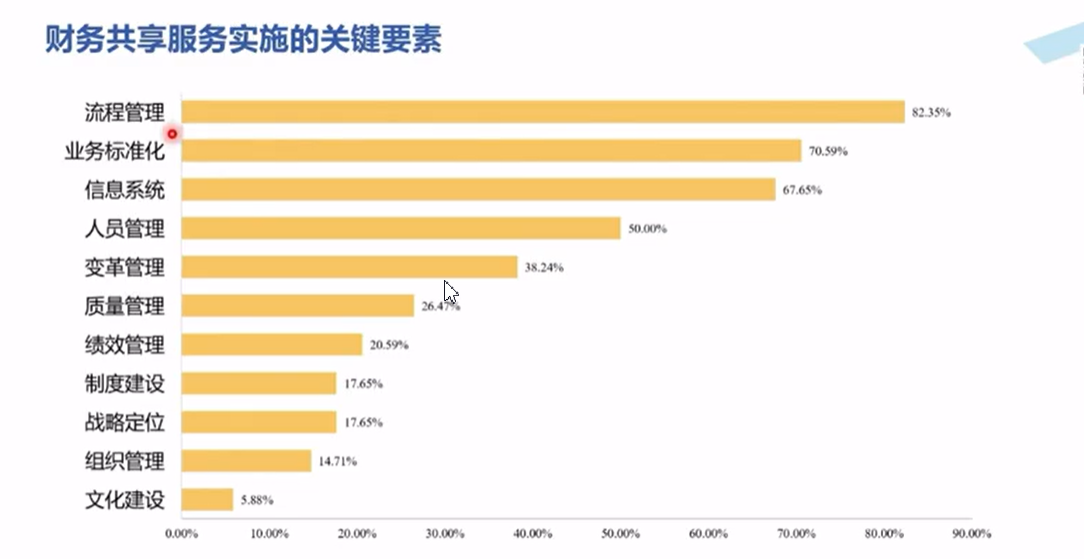 财务共享服务实施的关键要素
流程管理 82.35%
业务标准化 70.59%
信息系统 67.65%
人员管理 50.00%
变革管理 38.24%
质量管理 26.47%
绩效管理 20.59%
制度建设 17.65%
战略定位 17.65%
组织管理 14.71%
文化建设 5.88%
0.00% 10.00% 20.00% 30.00% 40.00% 50.00% 60.00% 70.00% 80.00% 90.00%